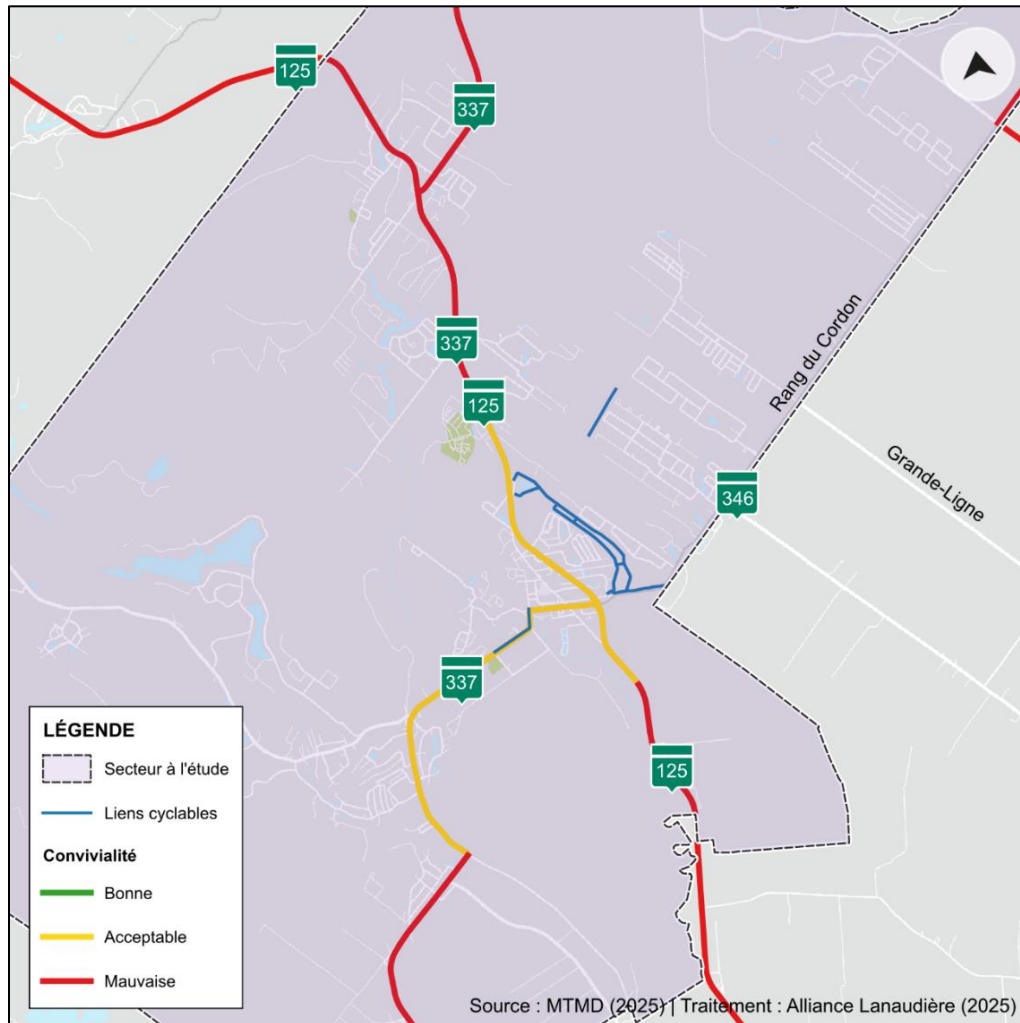 125
337
337
125
Rang du Cordon
Grande-Ligne
346
337
125
LÉGENDE
Secteur à l'étude
Liens cyclables
Convivialité
Bonne
Acceptable
Mauvaise
Source : MTMD (2025) | Traitement : Alliance Lanaudière (2025)